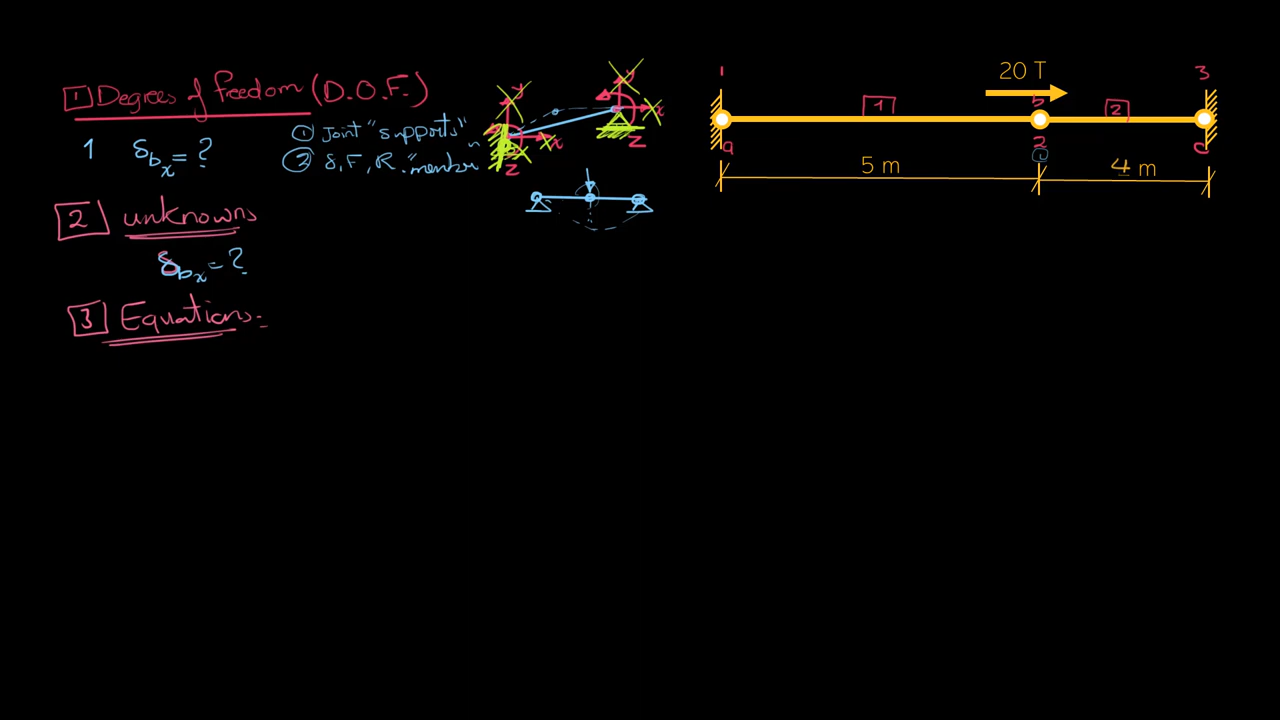 1 Degrees of freedom (D.O.F.)
1 δbx = ?
① Joint "supports"
② δ, F, R. "member"
2 unknowns
δbx = ?
3 Equations:
y
x
z
y
x
z
20 T
1
1
b
2
3
a
2
c
5 m
4 m